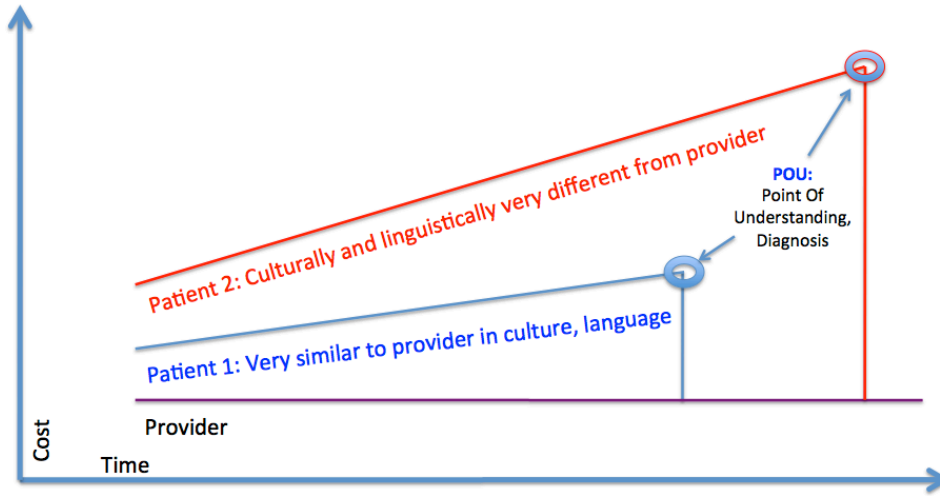 Patient 2: Culturally and linguistically very different from provider
POU:
Point Of
Understanding,
Diagnosis
Patient 1: Very similar to provider in culture, language
Provider
Cost
Time